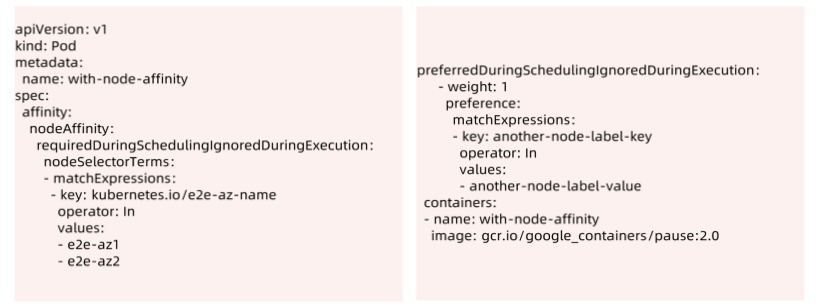 apiVersion: v1
kind: Pod
metadata:
  name: with-node-affinity
spec:
  affinity:
    nodeAffinity:
      requiredDuringSchedulingIgnoredDuringExecution:
        nodeSelectorTerms:
        - matchExpressions:
          - key: kubernetes.io/e2e-az-name
            operator: In
            values:
            - e2e-az1
            - e2e-az2
preferredDuringSchedulingIgnoredDuringExecution:
      - weight: 1
        preference:
          matchExpressions:
          - key: another-node-label-key
            operator: In
            values:
            - another-node-label-value
  containers:
  - name: with-node-affinity
    image: gcr.io/google_containers/pause:2.0